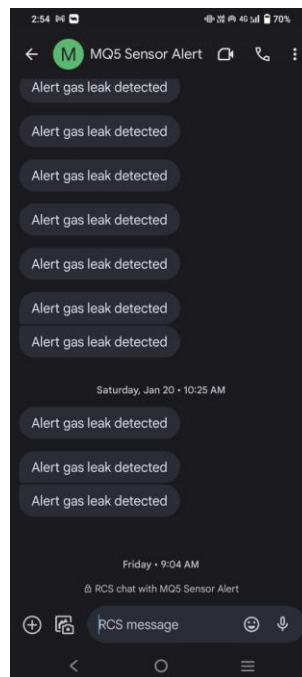 2:54
4G 70%
M MQ5 Sensor Alert
Alert gas leak detected
Alert gas leak detected
Alert gas leak detected
Alert gas leak detected
Alert gas leak detected
Alert gas leak detected
Alert gas leak detected
Saturday, Jan 20 • 10:25 AM
Alert gas leak detected
Alert gas leak detected
Alert gas leak detected
Friday • 9:04 AM
RCS chat with MQ5 Sensor Alert
RCS message